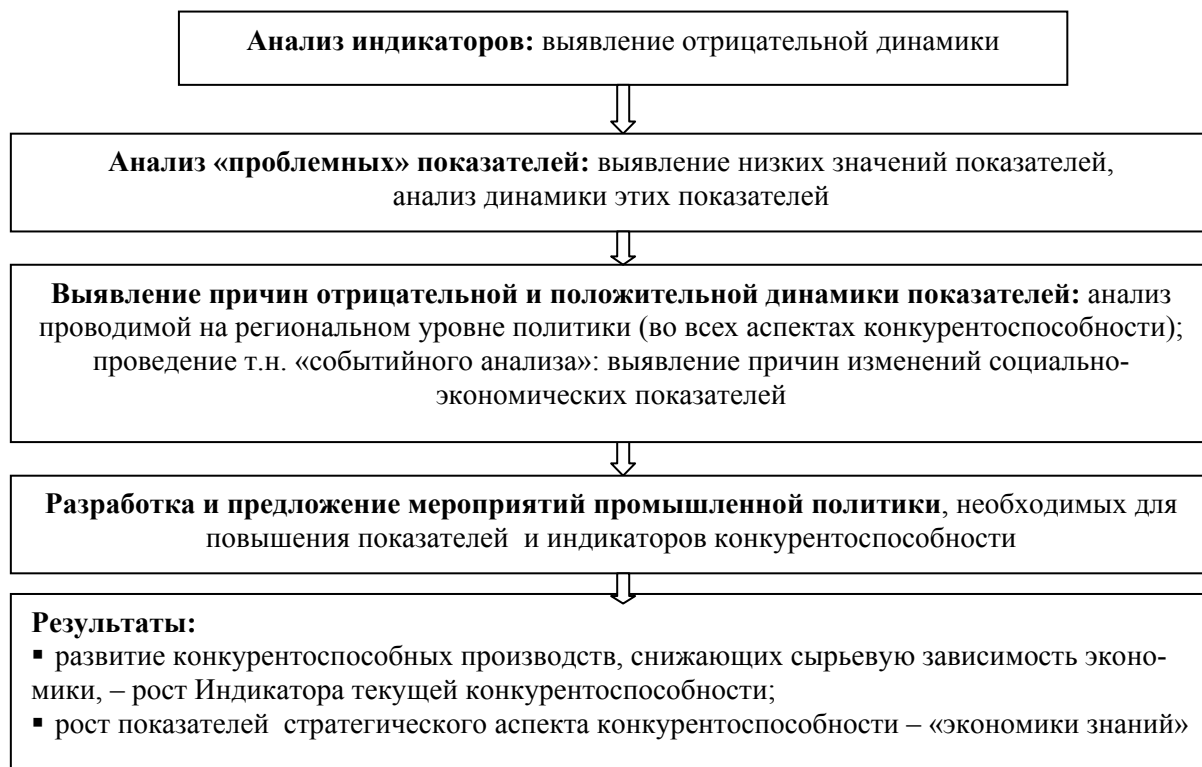 Анализ индикаторов: выявление отрицательной динамики
Анализ «проблемных» показателей: выявление низких значений показателей,
анализ динамики этих показателей
Выявление причин отрицательной и положительной динамики показателей: анализ
проводимой на региональном уровне политики (во всех аспектах конкурентоспособности);
проведение т.н. «событийного анализа»: выявление причин изменений социально-
экономических показателей
Разработка и предложение мероприятий промышленной политики, необходимых для
повышения показателей и индикаторов конкурентоспособности
Результаты:
▪ развитие конкурентоспособных производств, снижающих сырьевую зависимость эконо-
мики, – рост Индикатора текущей конкурентоспособности;
▪ рост показателей стратегического аспекта конкурентоспособности – «экономики знаний»